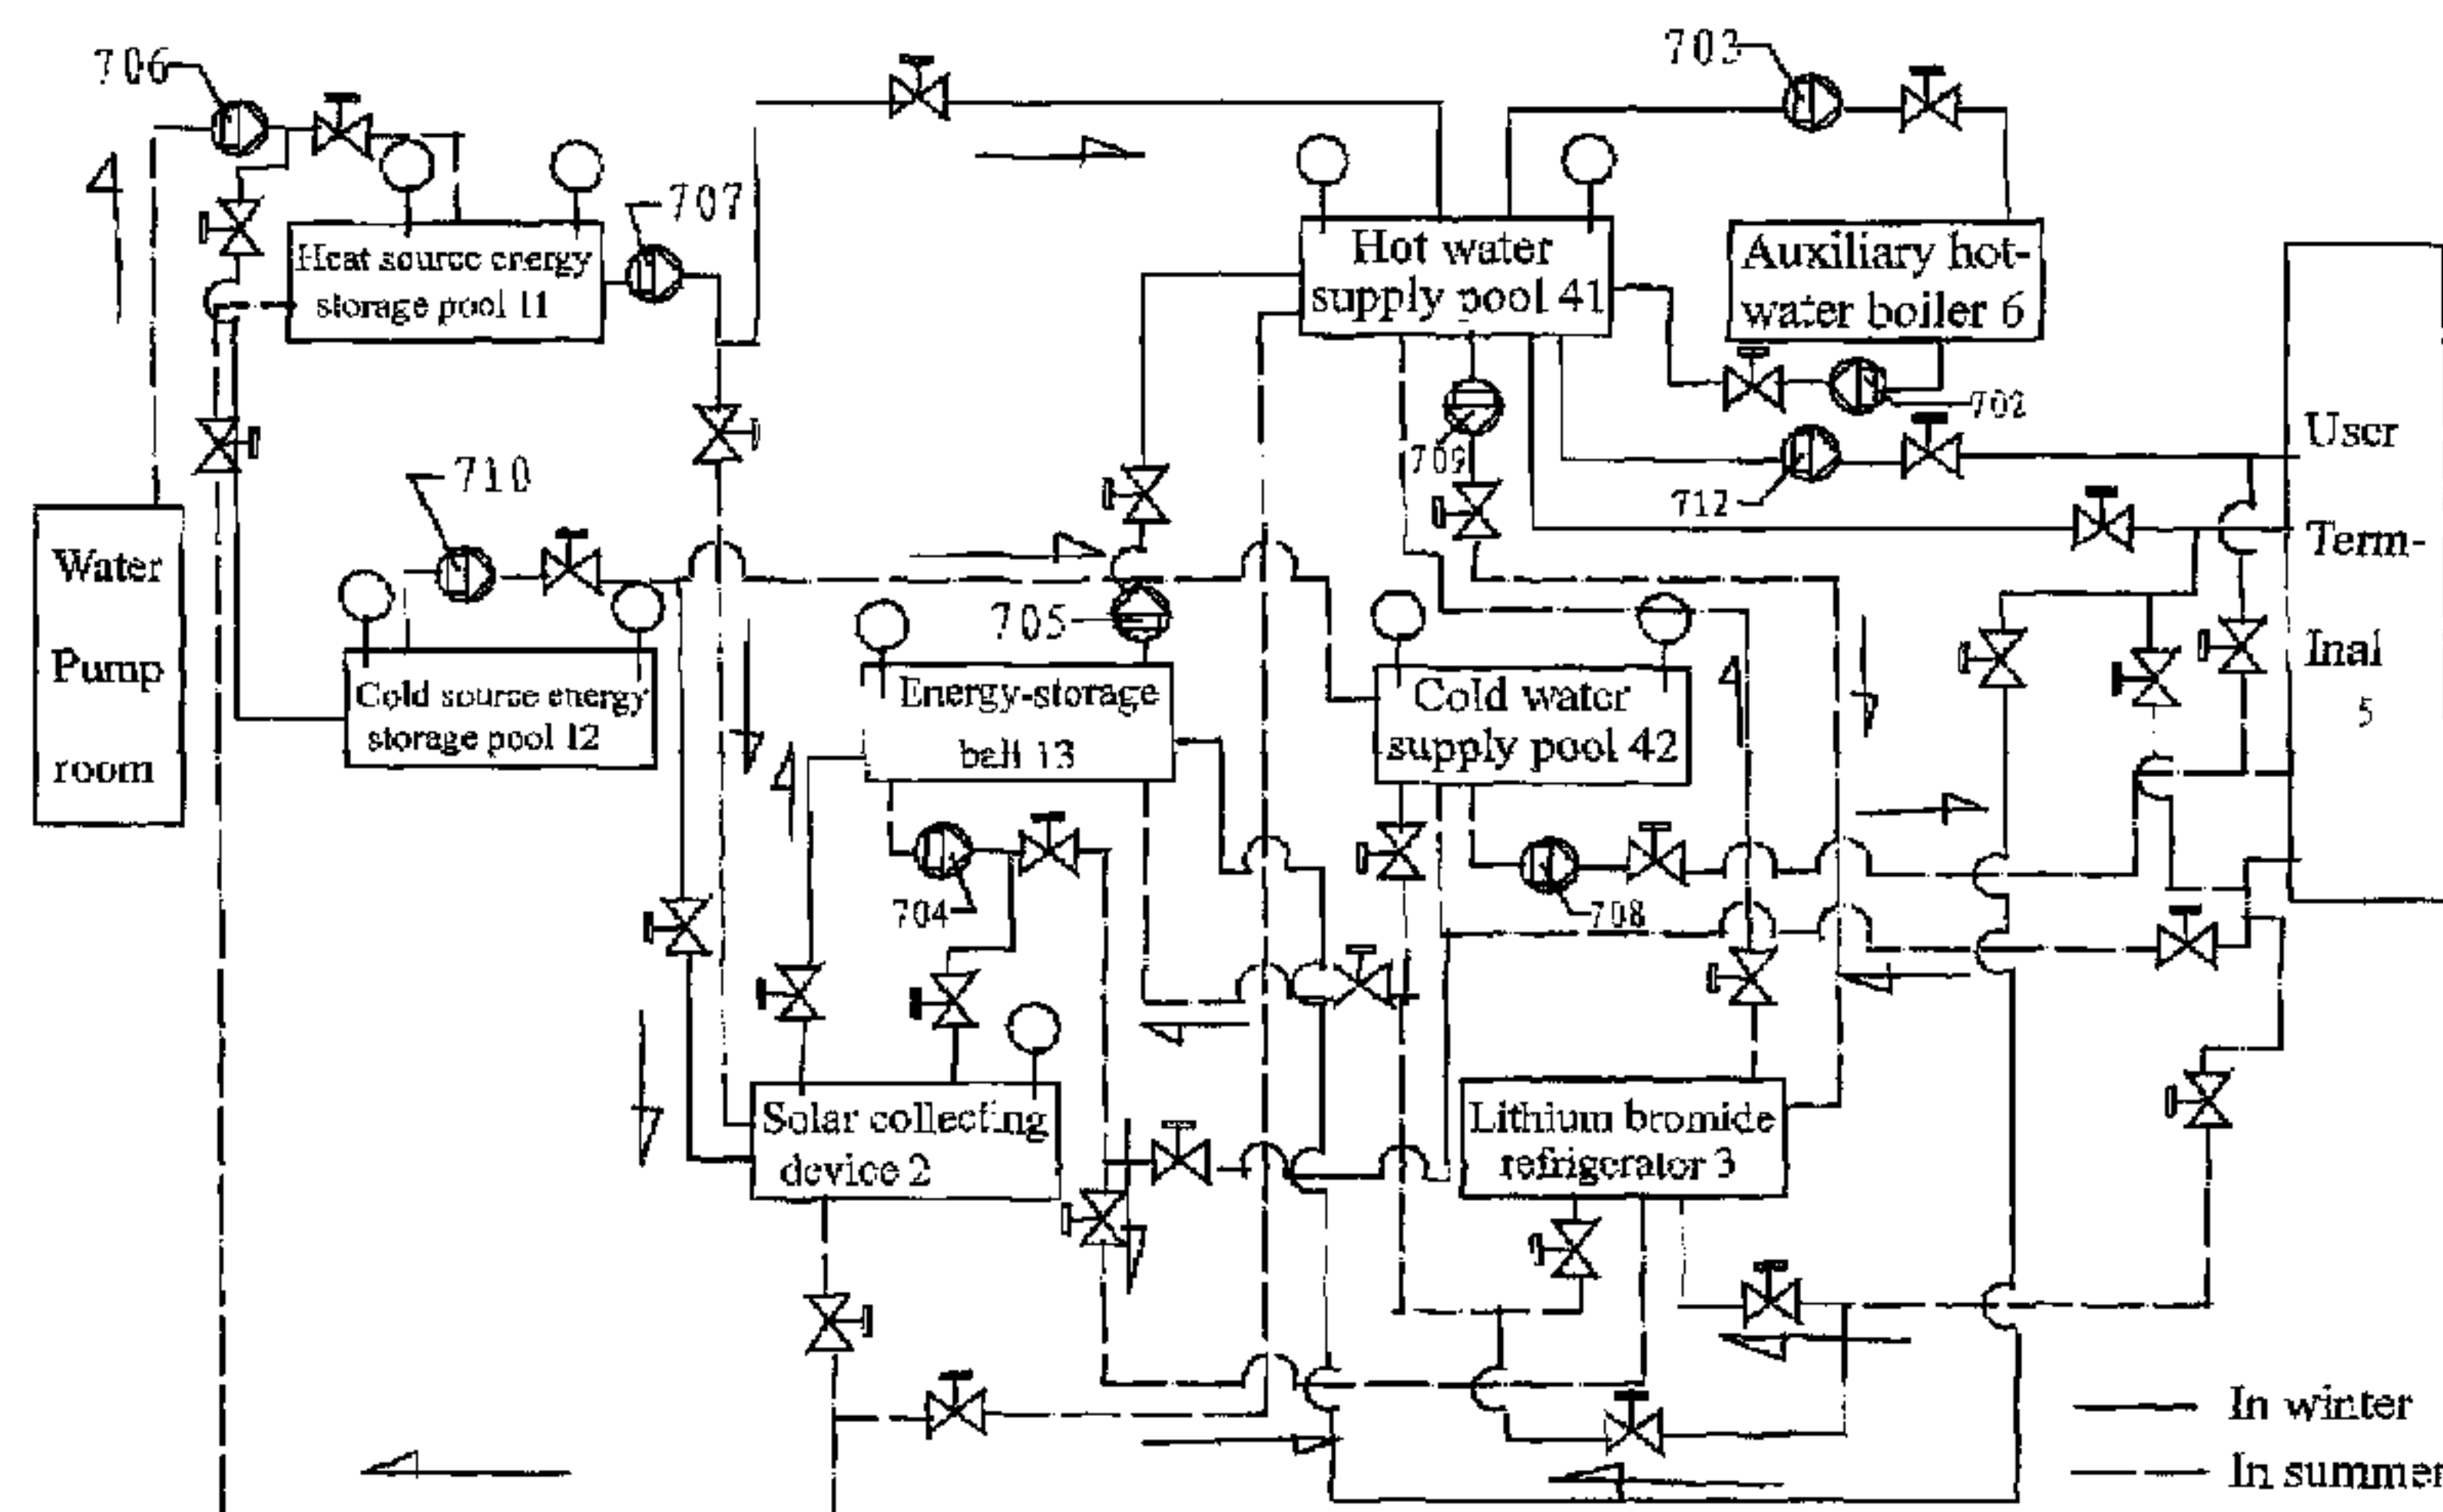 706
703
707
Heat source energy
storage pool 11
Hot water
supply pool 41
Auxiliary hot-
water boiler 6
702
709
712
User
Term-
Inal
5
710
Water
Pump
room
705
Cold source energy
storage pool 12
Energy-storage
ball 13
Cold water
supply pool 42
704
708
Solar collecting
device 2
Lithium bromide
refrigerator 3
In winter
In summer